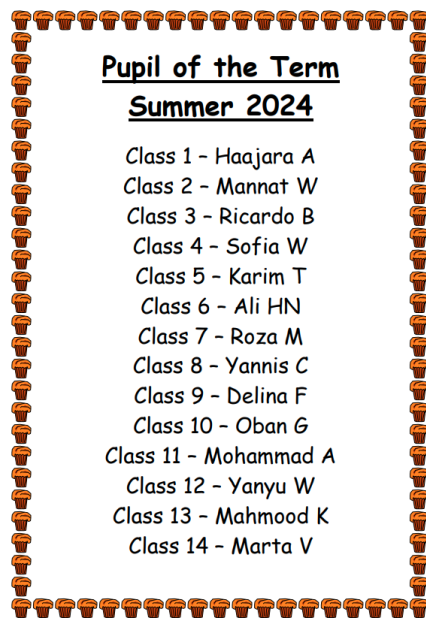 Pupil of the Term
Summer 2024
Class 1 – Haajara A
Class 2 – Mannat W
Class 3 – Ricardo B
Class 4 – Sofia W
Class 5 – Karim T
Class 6 – Ali HN
Class 7 – Roza M
Class 8 – Yannis C
Class 9 – Delina F
Class 10 – Oban G
Class 11 – Mohammad A
Class 12 – Yanyu W
Class 13 – Mahmood K
Class 14 – Marta V